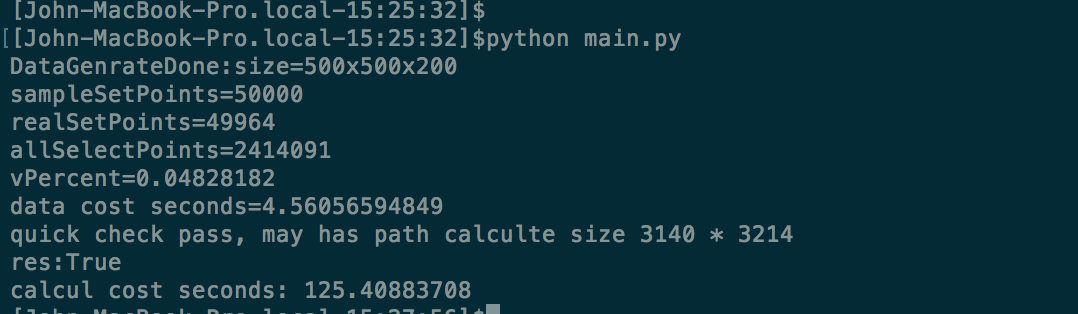 [John-MacBook-Pro.local-15:25:32]$
[[John-MacBook-Pro.local-15:25:32]$python main.py
DataGenrateDone:size=500x500x200
sampleSetPoints=50000
realSetPoints=49964
allSelectPoints=2414091
vPercent=0.04828182
data cost seconds=4.56056594849
quick check pass, may has path calculte size 3140 * 3214
res:True
calcul cost seconds: 125.40883708
[John-MacBook-Pro.local-15:27:56]$